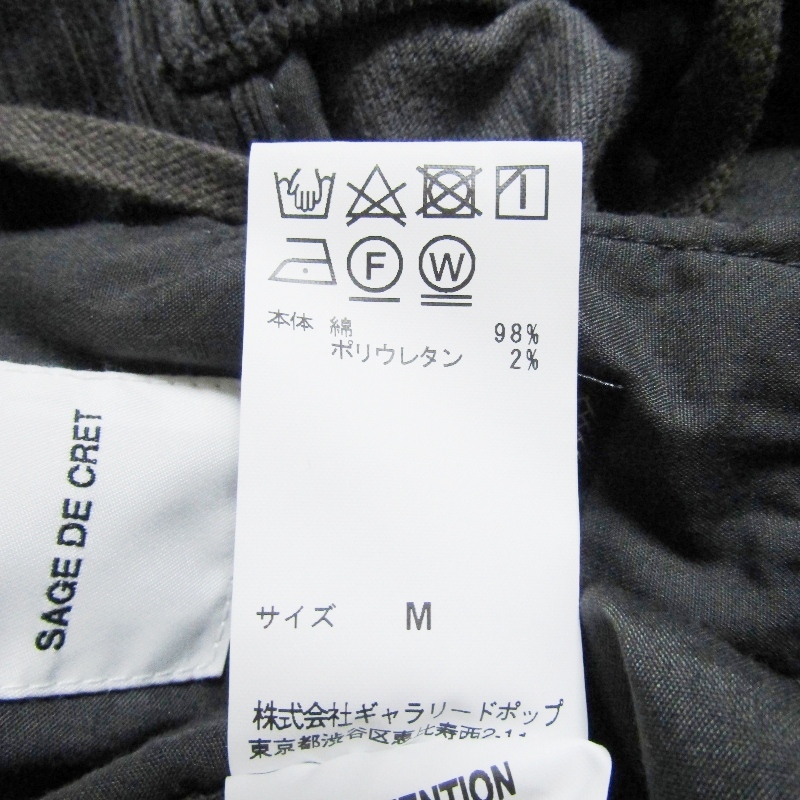 F W
本体 綿 98%
ポリウレタン 2%
サイズ M
株式会社ギャラリードポップ
東京都渋谷区恵比寿西2-11
SAGE DE CRET